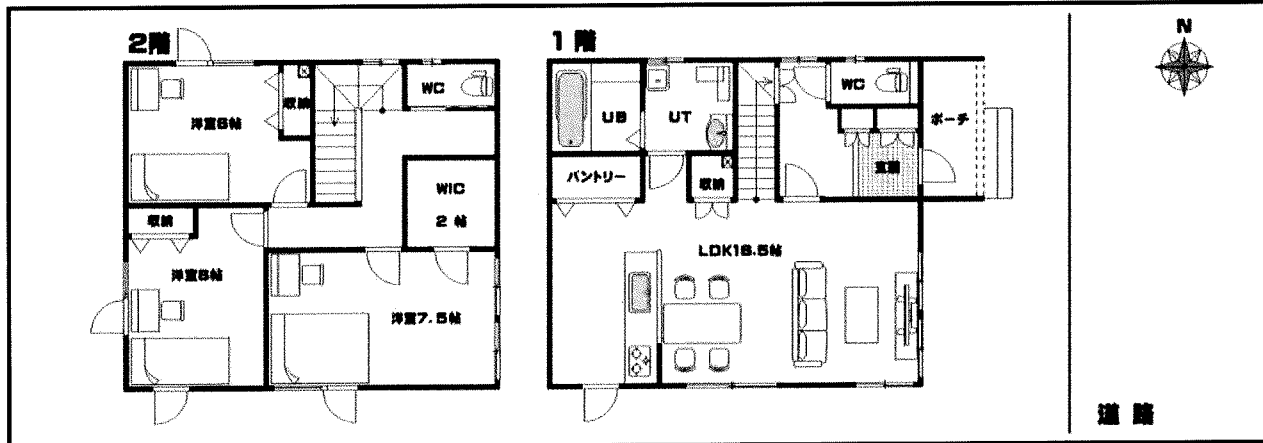 2階
洋室6帖
収納
WC
WIC
2 帖
収納
洋室6帖
洋室7.5帖
1 階
UB
UT
WC
ポーチ
玄関
パントリー
収納
LDK16.5帖
N
道 路